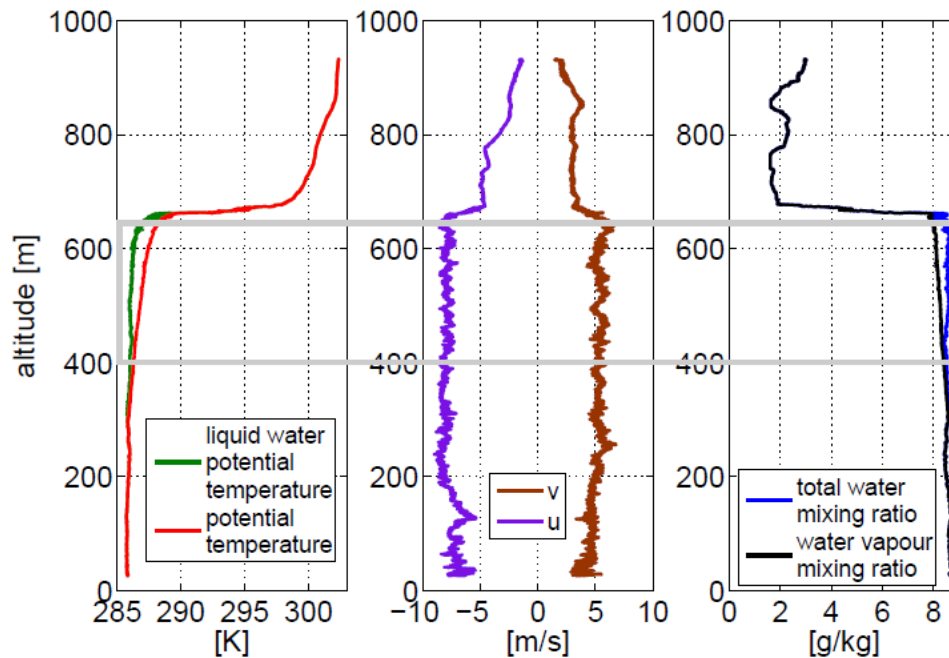 1000
800
600
400
200
0
altitude [m]
285 290 295 300
[K]
liquid water
potential
temperature
potential
temperature
1000
800
600
400
200
0
−10 −5 0 5 10
[m/s]
v
u
1000
800
600
400
200
0
0 2 4 6 8
[g/kg]
total water
mixing ratio
water vapour
mixing ratio